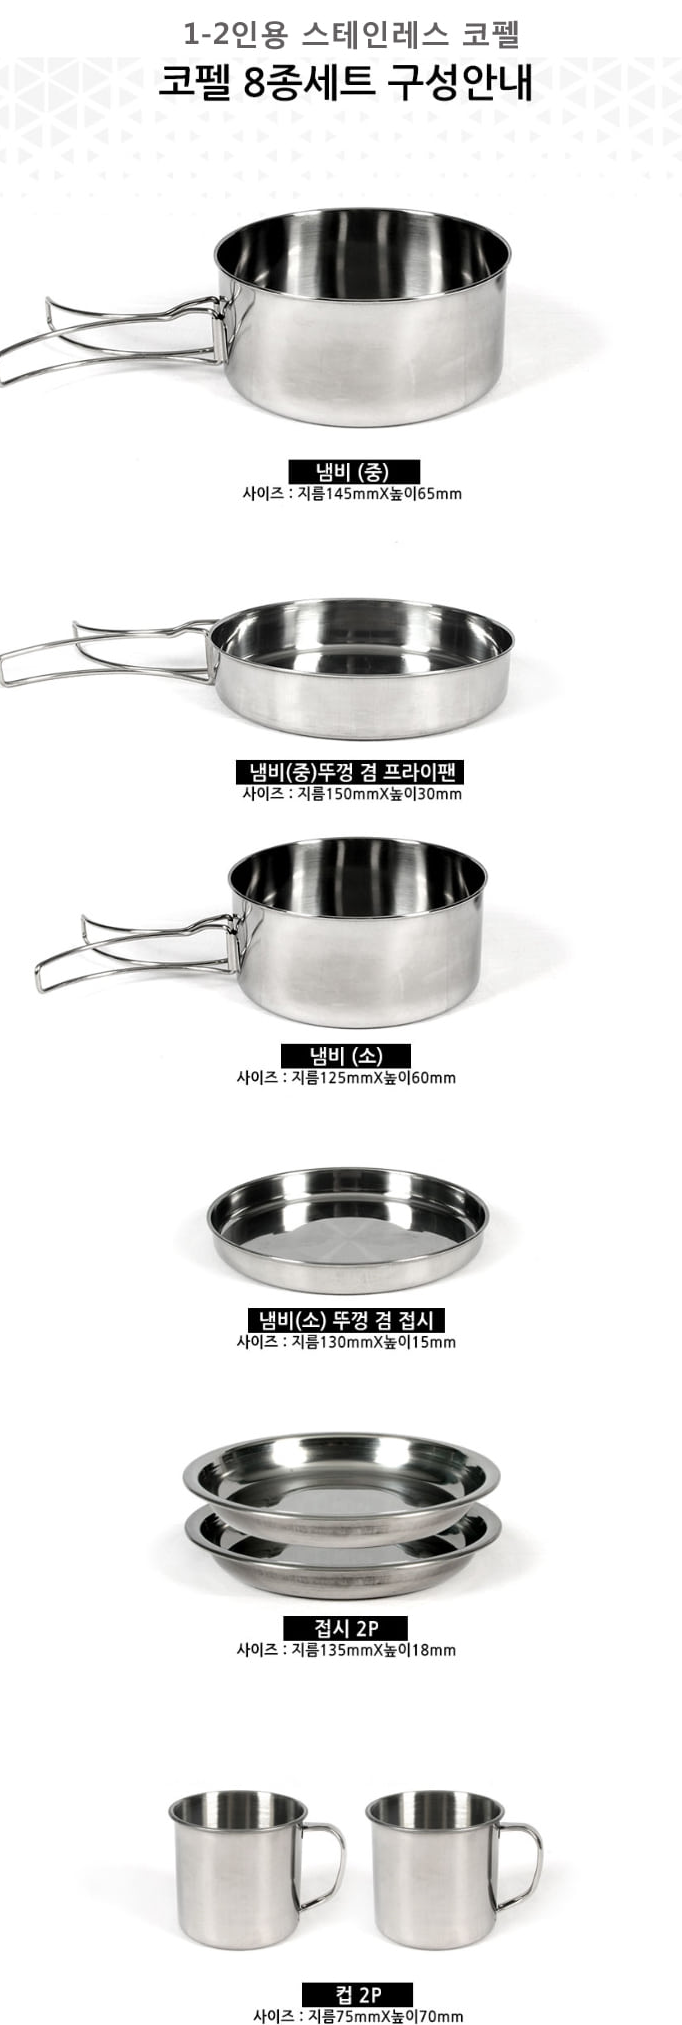 1-2인용 스테인레스 코펠
코펠 8종세트 구성안내
냄비 (중)
사이즈 : 지름145mmX높이65mm
냄비(중)뚜껑 겸 프라이팬
사이즈 : 지름150mmX높이30mm
냄비 (소)
사이즈 : 지름125mmX높이60mm
냄비(소) 뚜껑 겸 접시
사이즈 : 지름130mmX높이15mm
접시 2P
사이즈 : 지름135mmX높이18mm
컵 2P
사이즈 : 지름75mmX높이70mm